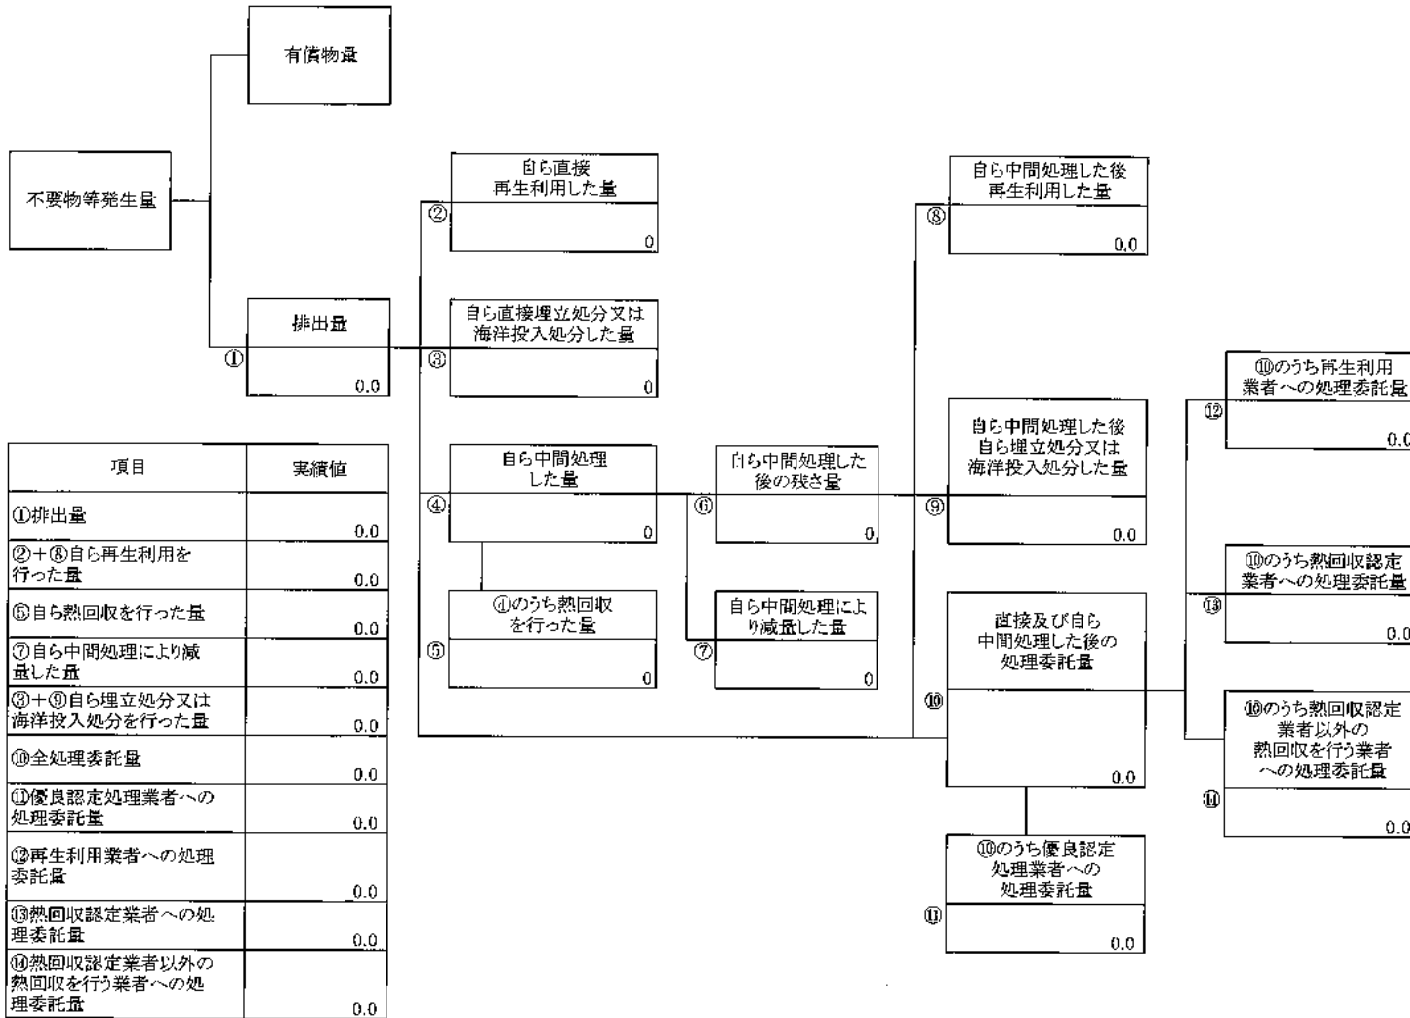 有償物量
不要物等発生量
排出量
①
0.0
自ら直接
再生利用した量
②
0
自ら直接埋立処分又は
海洋投入処分した量
③
0
自ら中間処理
した量
④
0
④のうち熱回収
を行った量
⑤
0
自ら中間処理した
後の残さ量
⑥
0
自ら中間処理によ
り減量した量
⑦
0
自ら中間処理した後
再生利用した量
⑧
0.0
自ら中間処理した後
自ら埋立処分又は
海洋投入処分した量
⑨
0.0
直接及び自ら
中間処理した後の
処理委託量
⑩
0.0
⑩のうち優良認定
処理業者への
処理委託量
⑪
0.0
⑩のうち再生利用
業者への処理委託量
⑫
0.0
⑩のうち熱回収認定
業者への処理委託量
⑬
0.0
⑩のうち熱回収認定
業者以外の
熱回収を行う業者
への処理委託量
⑭
0.0
項目 実績値
①排出量
0.0
②+⑧自ら再生利用を
行った量 0.0
⑤自ら熱回収を行った量
0.0
⑦自ら中間処理により減
量した量 0.0
③+⑨自ら埋立処分又は
海洋投入処分を行った量 0.0
⑩全処理委託量
0.0
⑪優良認定処理業者への
処理委託量 0.0
⑫再生利用業者への処理
委託量 0.0
⑬熱回収認定業者への処
理委託量 0.0
⑭熱回収認定業者以外の
熱回収を行う業者への処
理委託量 0.0